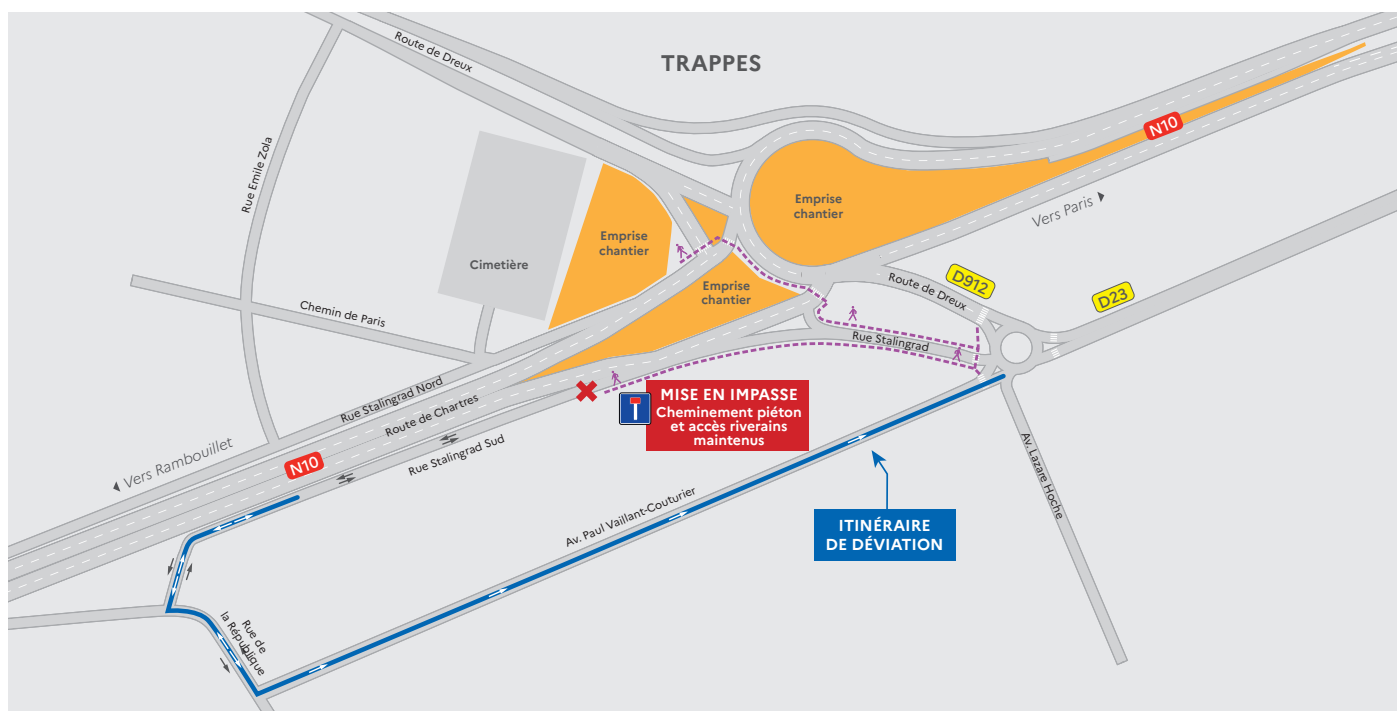 Route de Dreux
TRAPPES
N10
Rue Emile Zola
Emprise
chantier
Vers Paris
Emprise
chantier
Cimetière
Emprise
chantier
Route de Dreux
D912
D23
Chemin de Paris
Rue Stalingrad
Rue Stalingrad Nord
Route de Chartres
MISE EN IMPASSE
Cheminement piéton
et accès riverains
maintenus
Vers Rambouillet
N10
Rue Stalingrad Sud
Av. Lazare Hoche
Av. Paul Vaillant-Couturier
ITINÉRAIRE
DE DÉVIATION
Rue de
la République